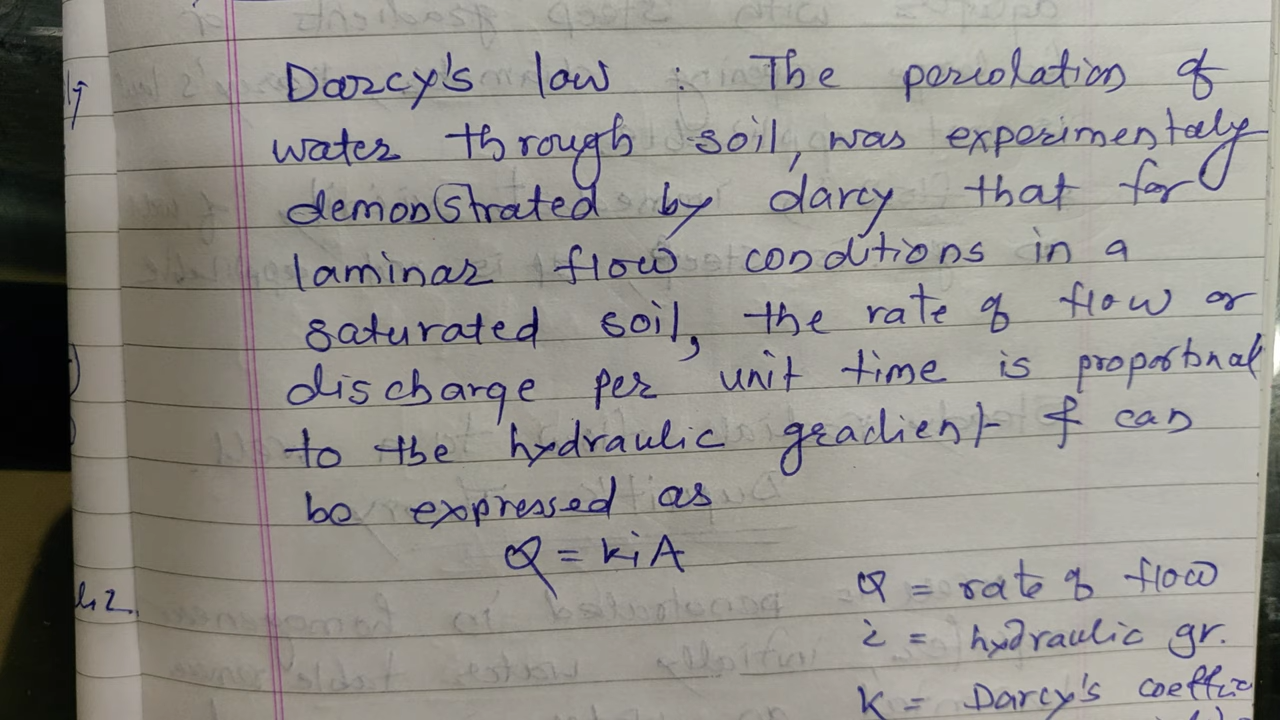 Darcy's low : The percolation of
water through soil, was experimentaly
demonstrated by darcy that for
laminar flow conditions in a
saturated soil, the rate of flow or
discharge per unit time is proportnal
to the hydraulic gradient & can
be expressed as
Q = kiA
Q = rate of flow
i = hydraulic gr.
K = Darcy's coeffic